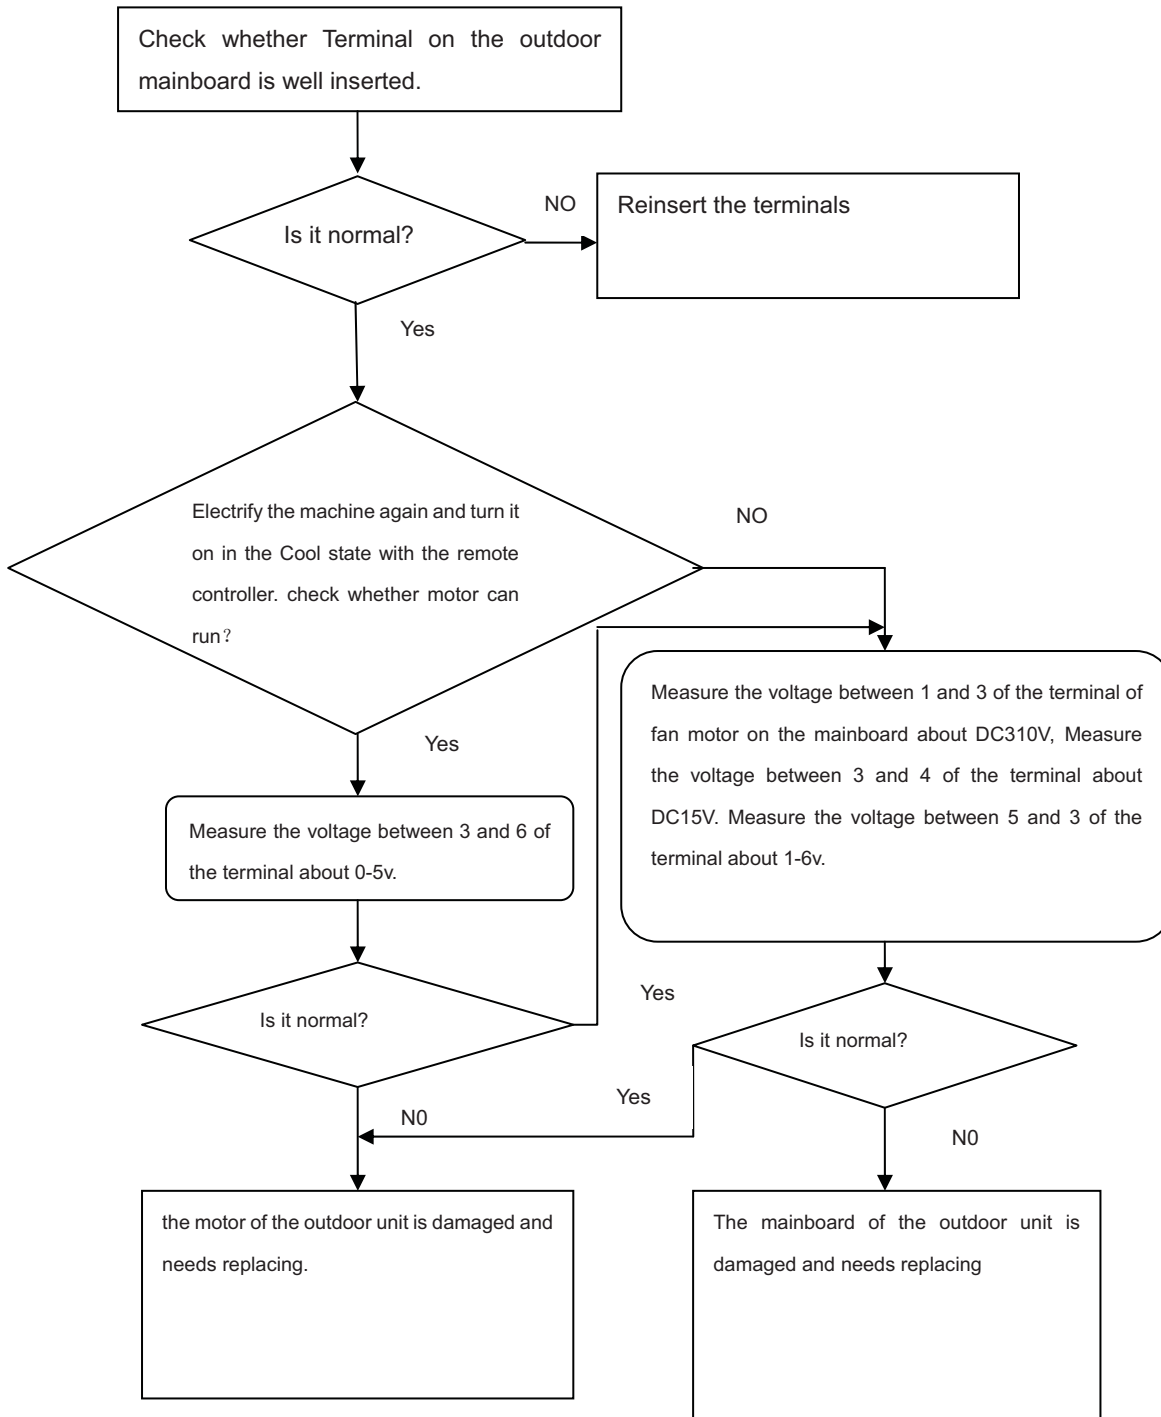 Check whether Terminal on the outdoor
mainboard is well inserted.
NO
Reinsert the terminals
Is it normal?
Yes
Electrify the machine again and turn it
on in the Cool state with the remote
controller. check whether motor can
run？
NO
Measure the voltage between 1 and 3 of the terminal of
fan motor on the mainboard about DC310V, Measure
the voltage between 3 and 4 of the terminal about
DC15V. Measure the voltage between 5 and 3 of the
terminal about 1-6v.
Yes
Measure the voltage between 3 and 6 of
the terminal about 0-5v.
Yes
Is it normal?
Is it normal?
Yes
N0
N0
the motor of the outdoor unit is damaged and
needs replacing.
The mainboard of the outdoor unit is
damaged and needs replacing